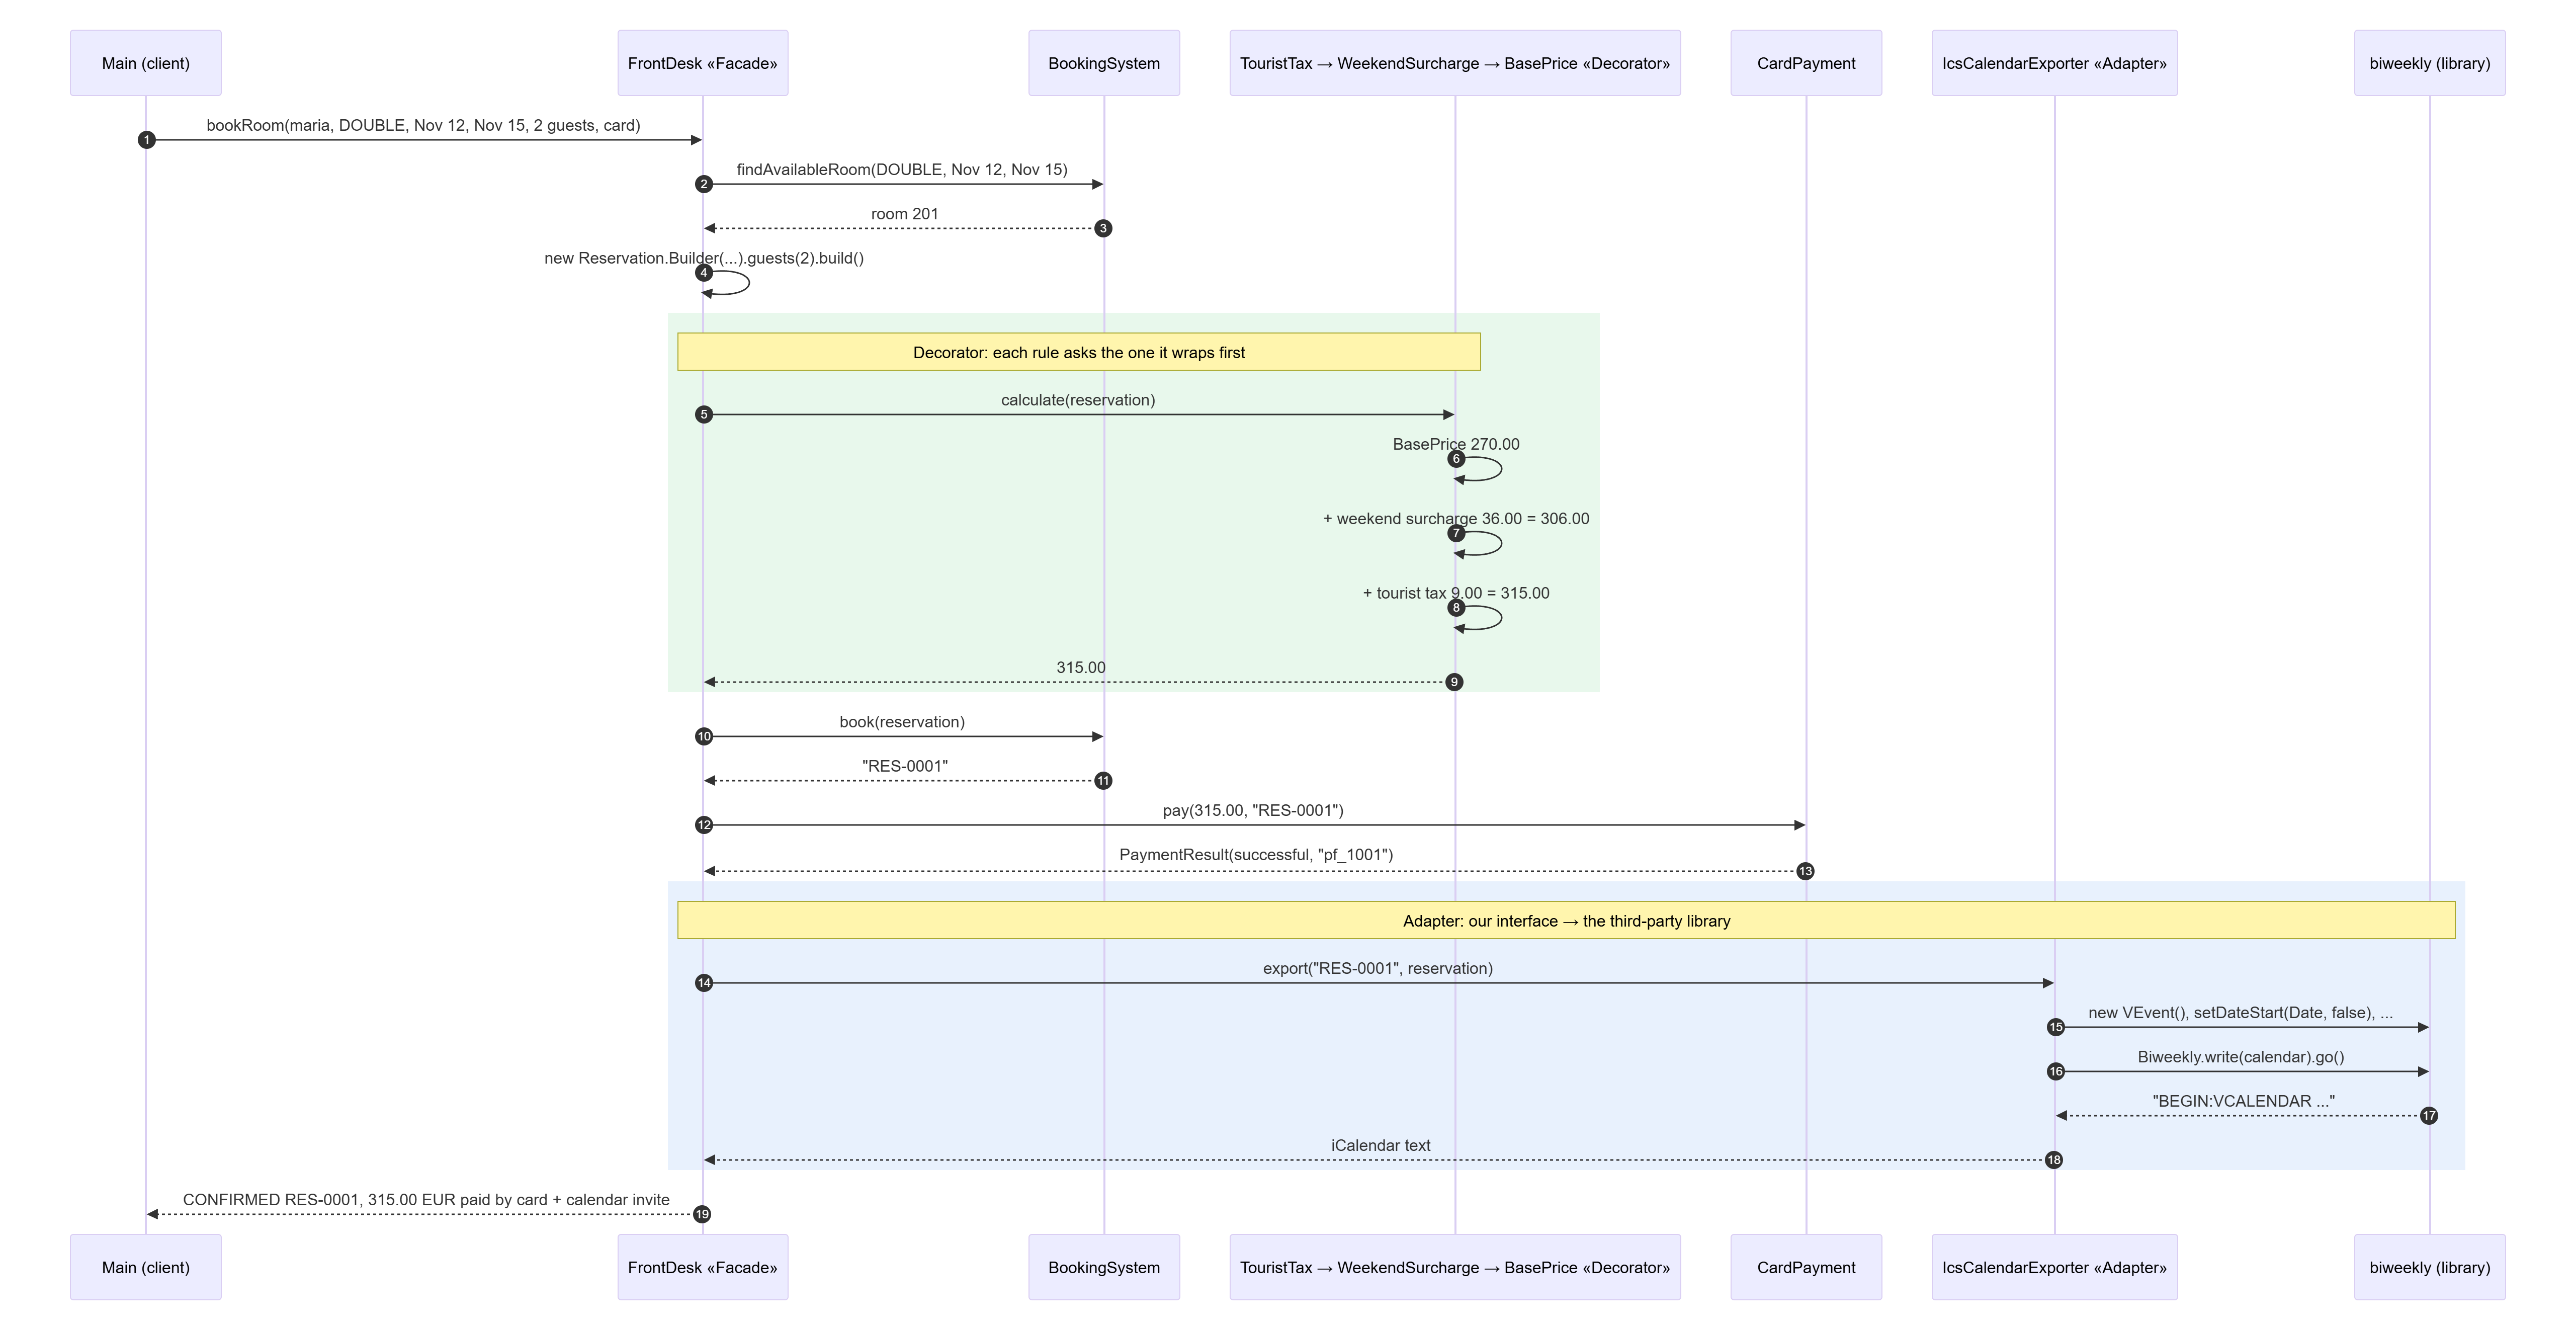 Main (client)
FrontDesk «Facade»
BookingSystem
TouristTax → WeekendSurcharge → BasePrice «Decorator»
CardPayment
IcsCalendarExporter «Adapter»
biweekly (library)
1
bookRoom(maria, DOUBLE, Nov 12, Nov 15, 2 guests, card)
2
findAvailableRoom(DOUBLE, Nov 12, Nov 15)
room 201
3
new Reservation.Builder(...).guests(2).build()
4
Decorator: each rule asks the one it wraps first
calculate(reservation)
5
BasePrice 270.00
6
+ weekend surcharge 36.00 = 306.00
7
+ tourist tax 9.00 = 315.00
8
315.00
9
book(reservation)
10
"RES-0001"
11
pay(315.00, "RES-0001")
12
PaymentResult(successful, "pf_1001")
13
Adapter: our interface → the third-party library
export("RES-0001", reservation)
14
new VEvent(), setDateStart(Date, false), ...
15
Biweekly.write(calendar).go()
16
"BEGIN:VCALENDAR ..."
17
iCalendar text
18
CONFIRMED RES-0001, 315.00 EUR paid by card + calendar invite
19
Main (client)
FrontDesk «Facade»
BookingSystem
TouristTax → WeekendSurcharge → BasePrice «Decorator»
CardPayment
IcsCalendarExporter «Adapter»
biweekly (library)